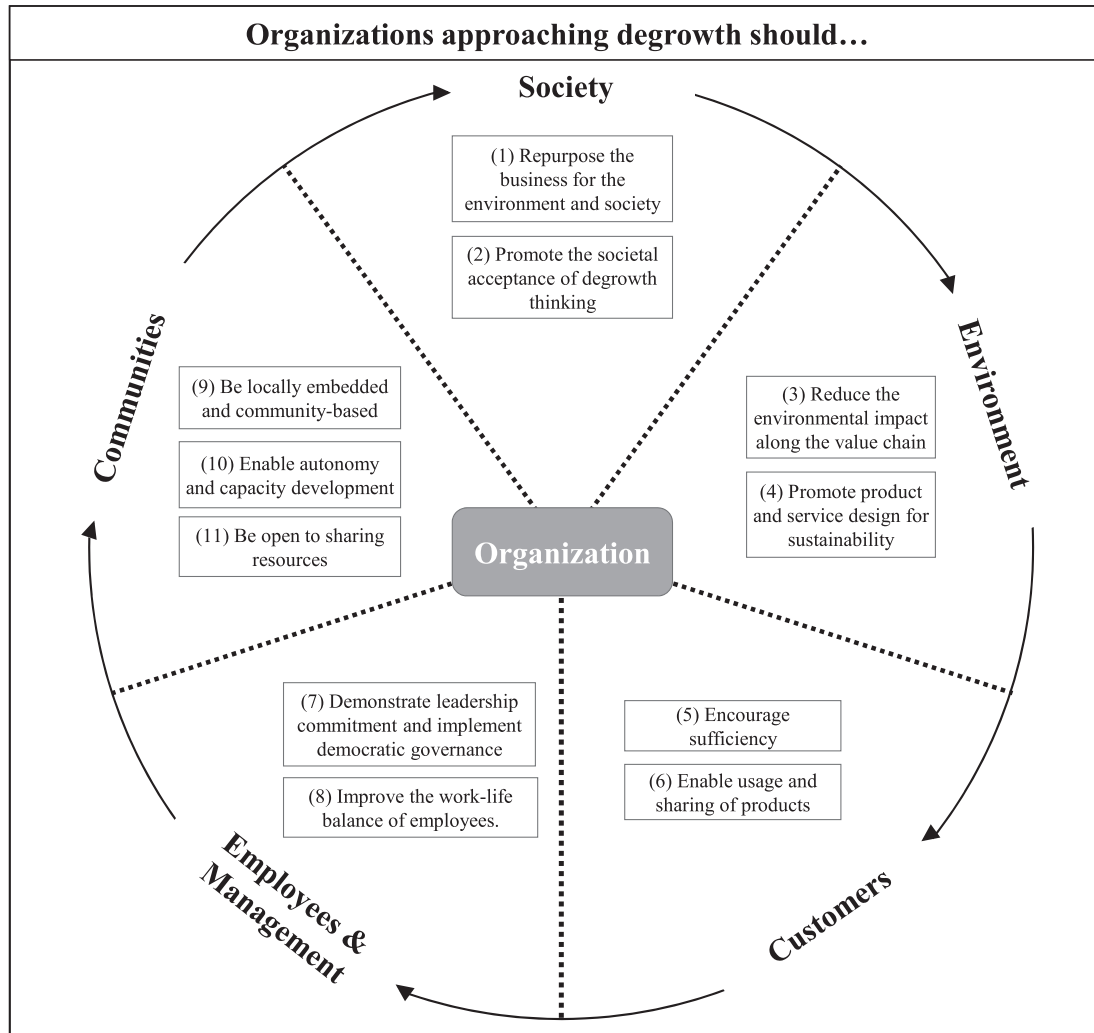 Organizations approaching degrowth should…
Society
(1) Repurpose the
business for the
environment and society
(2) Promote the societal
acceptance of degrowth
thinking
Environment
(3) Reduce the
environmental impact
along the value chain
(4) Promote product
and service design for
sustainability
Customers
(5) Encourage
sufficiency
(6) Enable usage and
sharing of products
Employees &
Management
(7) Demonstrate leadership
commitment and implement
democratic governance
(8) Improve the work-life
balance of employees.
Communities
(9) Be locally embedded
and community-based
(10) Enable autonomy
and capacity development
(11) Be open to sharing
resources
Organization